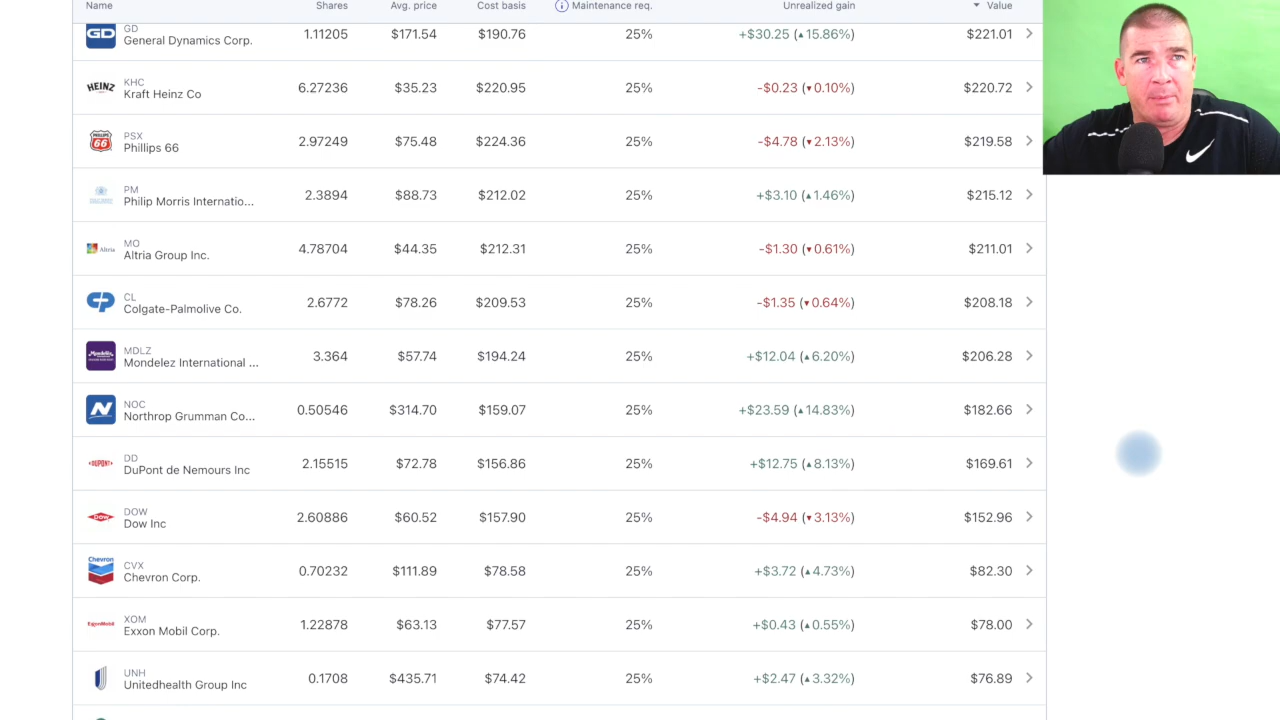 Name Shares Avg. price Cost basis Maintenance req. Unrealized gain Value
GD
General Dynamics Corp. 1.11205 $171.54 $190.76 25% +$30.25 (▲15.86%) $221.01
HEINZ KHC
Kraft Heinz Co 6.27236 $35.23 $220.95 25% -$0.23 (▼0.10%) $220.72
PHILLIPS 66 PSX
Phillips 66 2.97249 $75.48 $224.36 25% -$4.78 (▼2.13%) $219.58
PM
Philip Morris Internatio... 2.3894 $88.73 $212.02 25% +$3.10 (▲1.46%) $215.12
Altria MO
Altria Group Inc. 4.78704 $44.35 $212.31 25% -$1.30 (▼0.61%) $211.01
CL
Colgate-Palmolive Co. 2.6772 $78.26 $209.53 25% -$1.35 (▼0.64%) $208.18
Mondelez MDLZ
Mondelez International ... 3.364 $57.74 $194.24 25% +$12.04 (▲6.20%) $206.28
N NOC
Northrop Grumman Co... 0.50546 $314.70 $159.07 25% +$23.59 (▲14.83%) $182.66
DUPONT DD
DuPont de Nemours Inc 2.15515 $72.78 $156.86 25% +$12.75 (▲8.13%) $169.61
Dow DOW
Dow Inc 2.60886 $60.52 $157.90 25% -$4.94 (▼3.13%) $152.96
Chevron CVX
Chevron Corp. 0.70232 $111.89 $78.58 25% +$3.72 (▲4.73%) $82.30
ExxonMobil XOM
Exxon Mobil Corp. 1.22878 $63.13 $77.57 25% +$0.43 (▲0.55%) $78.00
UNH
Unitedhealth Group Inc 0.1708 $435.71 $74.42 25% +$2.47 (▲3.32%) $76.89